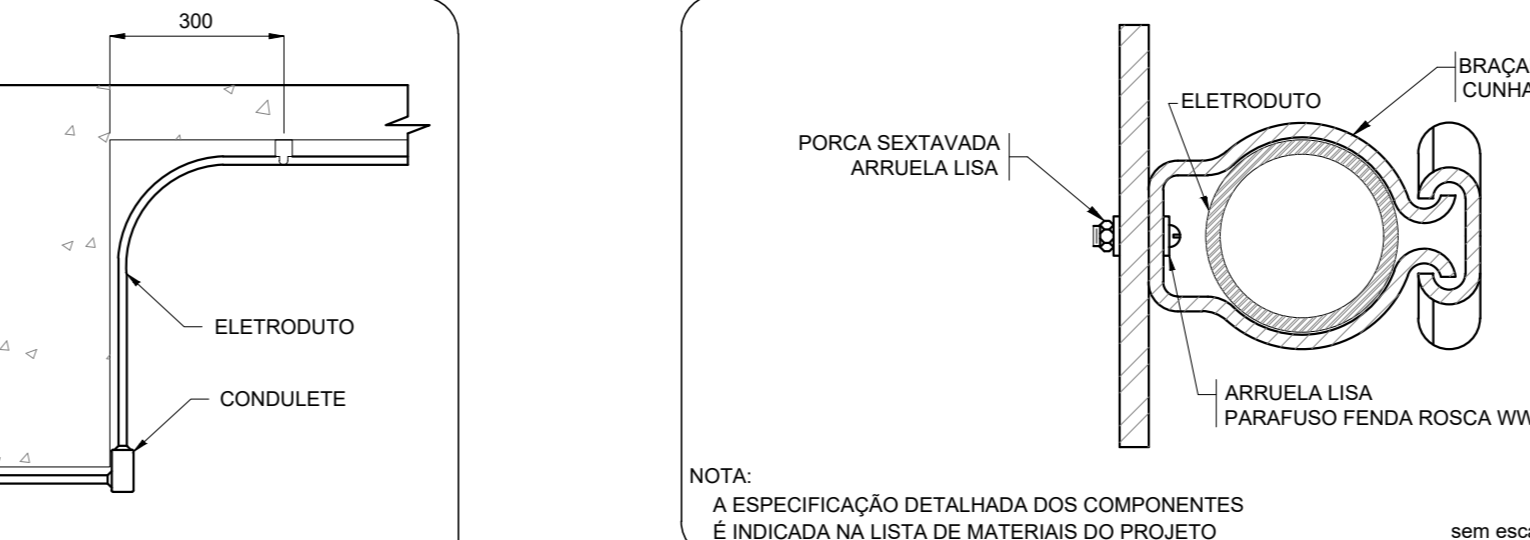 300
ELETRODUTO
CONDULETE
PORCA SEXTAVADA
ARRUELA LISA
ELETRODUTO
BRAÇA
CUNHA
ARRUELA LISA
PARAFUSO FENDA ROSCA WW
NOTA:
A ESPECIFICAÇÃO DETALHADA DOS COMPONENTES
É INDICADA NA LISTA DE MATERIAIS DO PROJETO
sem esca